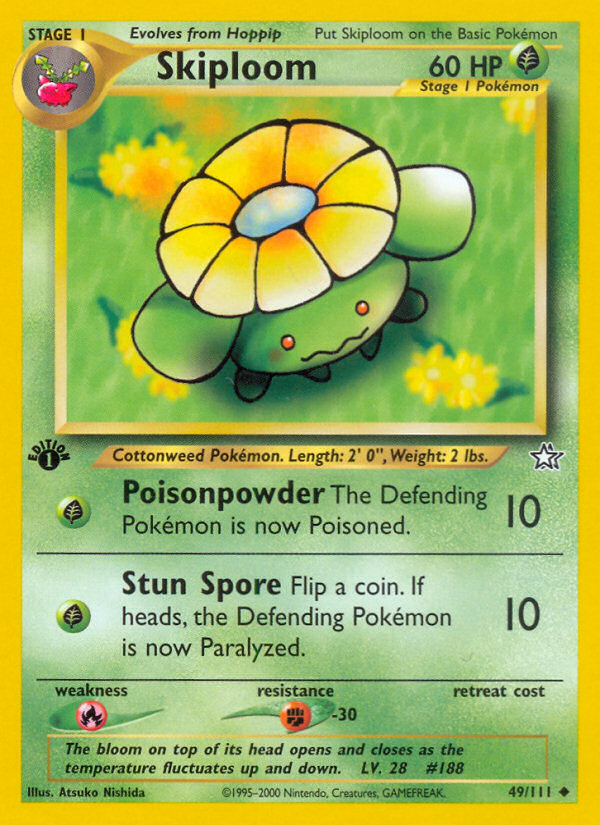 STAGE 1 Evolves from Hoppip Put Skiploom on the Basic Pokémon
Skiploom 60 HP
Stage 1 Pokémon
EDITION
1
Cottonweed Pokémon. Length: 2' 0", Weight: 2 lbs.
Poisonpowder The Defending
Pokémon is now Poisoned.
10
Stun Spore Flip a coin. If
heads, the Defending Pokémon
is now Paralyzed.
10
weakness resistance retreat cost
-30
The bloom on top of its head opens and closes as the
temperature fluctuates up and down. LV. 28 #188
Illus. Atsuko Nishida ©1995-2000 Nintendo, Creatures, GAMEFREAK. 49/111